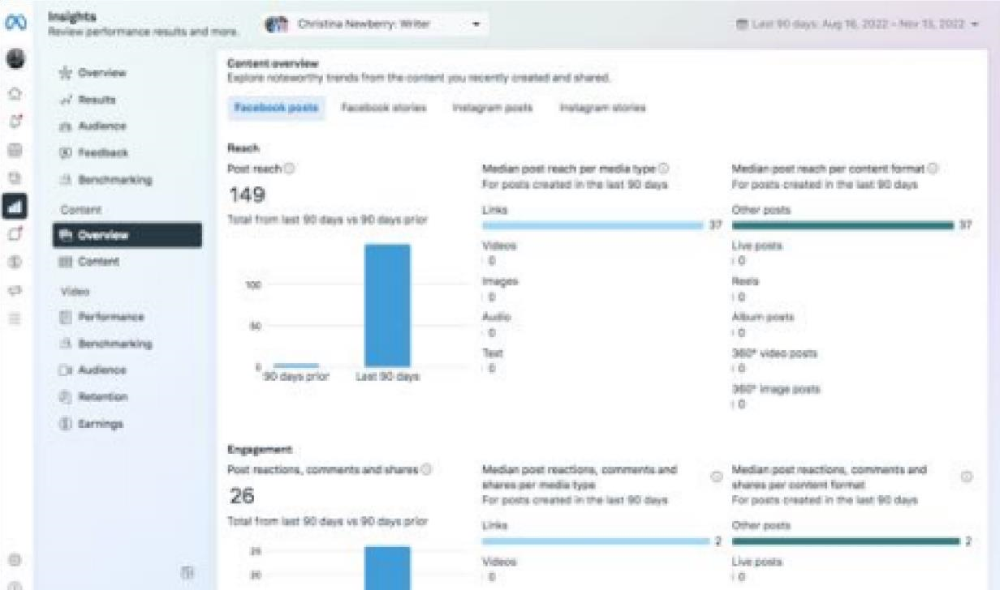 Insights
Review performance results and more.
Christina Newberry: Writer
Last 90 days: Aug 16, 2022 – Nov 13, 2022
Overview
Results
Audience
Feedback
Benchmarking
Content
Overview
Content
Video
Performance
Benchmarking
Audience
Retention
Earnings
Content overview
Explore noteworthy trends from the content you recently created and shared.
Facebook posts
Facebook stories
Instagram posts
Instagram stories
Reach
Post reach
149
Total from last 90 days vs 90 days prior
100
50
0
90 days prior
Last 90 days
Median post reach per media type
For posts created in the last 90 days
Links
37
Videos
0
Images
0
Audio
0
Text
0
Median post reach per content format
For posts created in the last 90 days
Other posts
37
Live posts
0
Reels
0
Album posts
0
360° video posts
0
360° image posts
0
Engagement
Post reactions, comments and shares
26
Total from last 90 days vs 90 days prior
25
20
Median post reactions, comments and
shares per media type
For posts created in the last 90 days
Links
2
Videos
0
Median post reactions, comments and
shares per content format
For posts created in the last 90 days
Other posts
2
Live posts
0